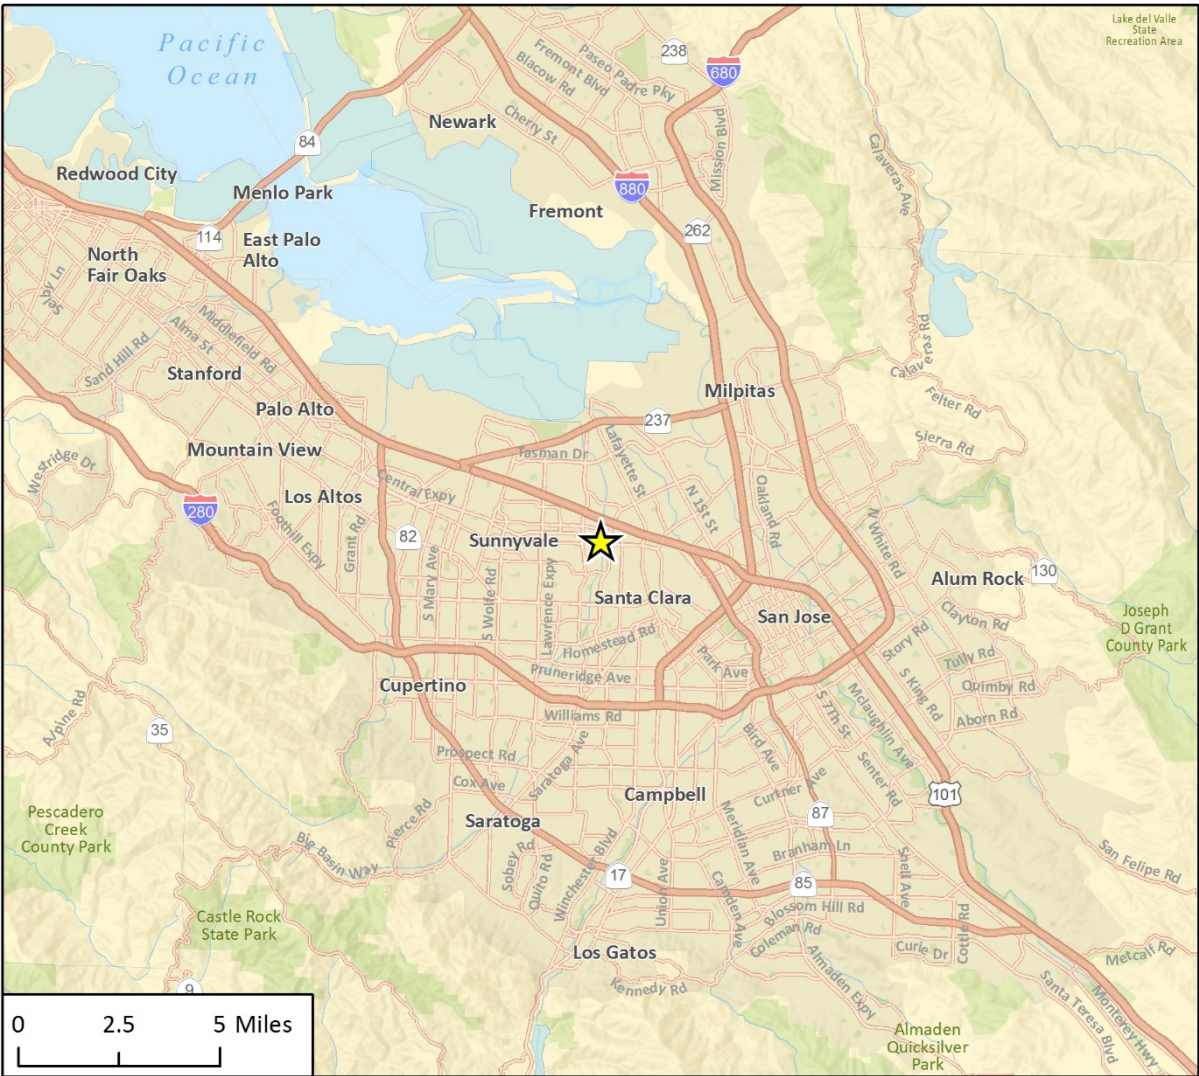 Pacific
Ocean
Lake del Valle
State
Recreation Area
238
680
Paseo Padre Pky
Fremont Blvd
Blacow Rd
Newark
Cherry St
84
Mission Blvd
Calaveras Ave
Redwood City
Menlo Park
880
Fremont
114
East Palo
Alto
262
North
Fair Oaks
Selby Ln
Middlefield Rd
Alma St
Sand Hill Rd
Stanford
eras Rd
Calav
Milpitas
Felter Rd
Palo Alto
237
Sierra Rd
Mountain View
Tasman Dr
Lafayette St
Westridge Dr
Central Expy
Los Altos
N 1st St
Oakland Rd
280
Foothill Expy
Grant Rd
82
Sunnyvale
N White Rd
S Mary Ave
S Wolfe Rd
Lawrence Expy
Alum Rock
130
Santa Clara
San Jose
Clayton Rd
Joseph
D Grant
County Park
Homestead Rd
Story Rd
Park Ave
Tully Rd
Pruneridge Ave
Cupertino
S King Rd
Quimby Rd
Alpine Rd
Williams Rd
S 7Th St
Mclaughlin Ave
Aborn Rd
35
Bird Ave
Prospect Rd
Saratoga Ave
Cox Ave
Senter Rd
Curtner Ave
Campbell
101
Pescadero
Creek
County Park
Pierce Rd
Saratoga
Meridian Ave
87
Big Basin Way
Branham Ln
San Felipe Rd
Sobey Rd
Quito Rd
Winchester Blvd
17
Union Ave
Camden Ave
85
Shell Ave
Castle Rock
State Park
Blossom Hill Rd
Coleman Rd
Cottle Rd
Los Gatos
Curie Dr
Metcalf Rd
9
Kennedy Rd
Almaden Expy
Santa Teresa Blvd
Monterey Hwy
Almaden
Quicksilver
Park
0 2.5 5 Miles